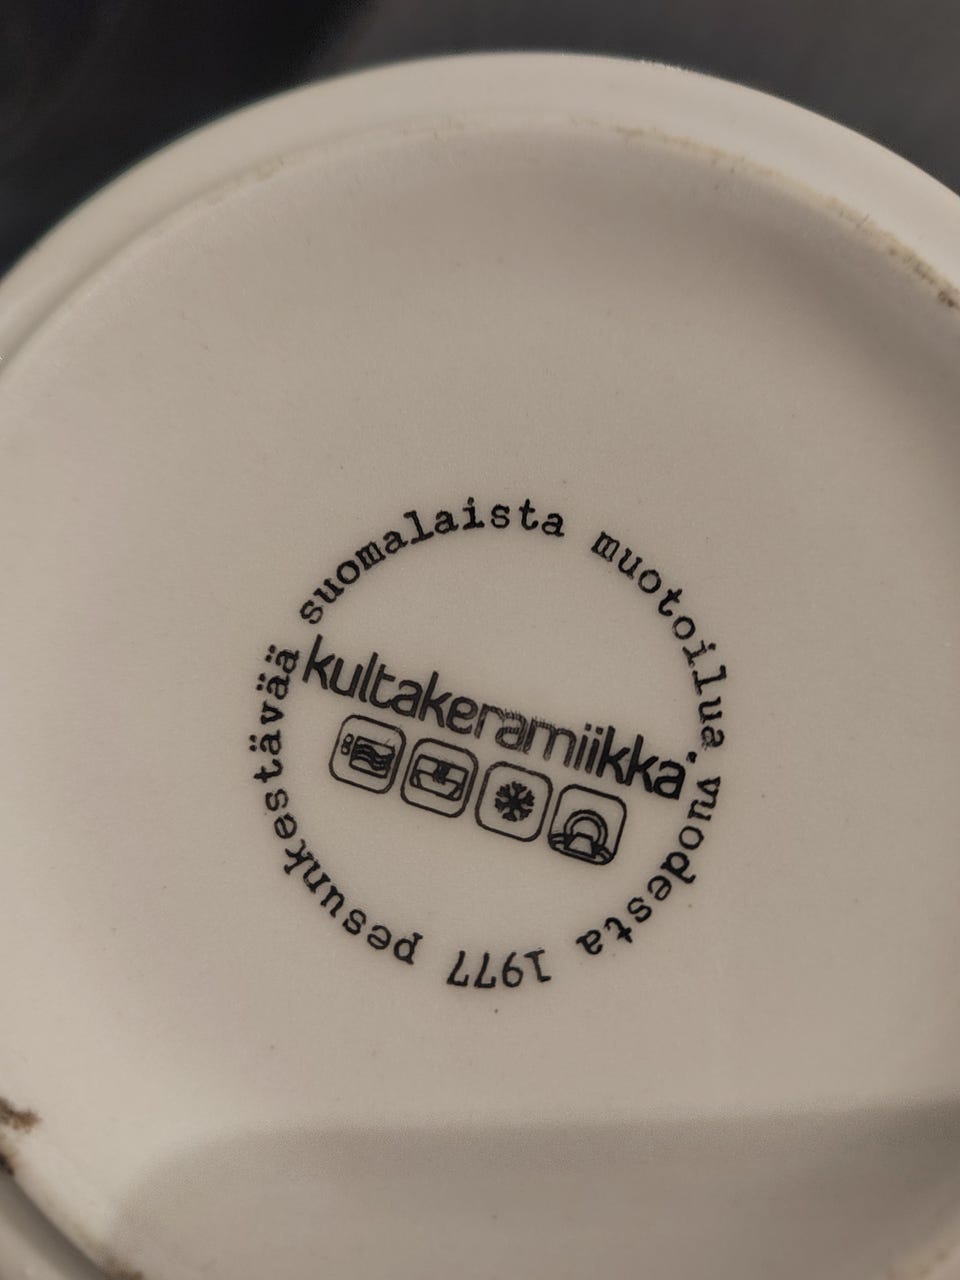 suomalaista muotoilua vuodesta 1977 pesunkestävää
kultakeramiikka